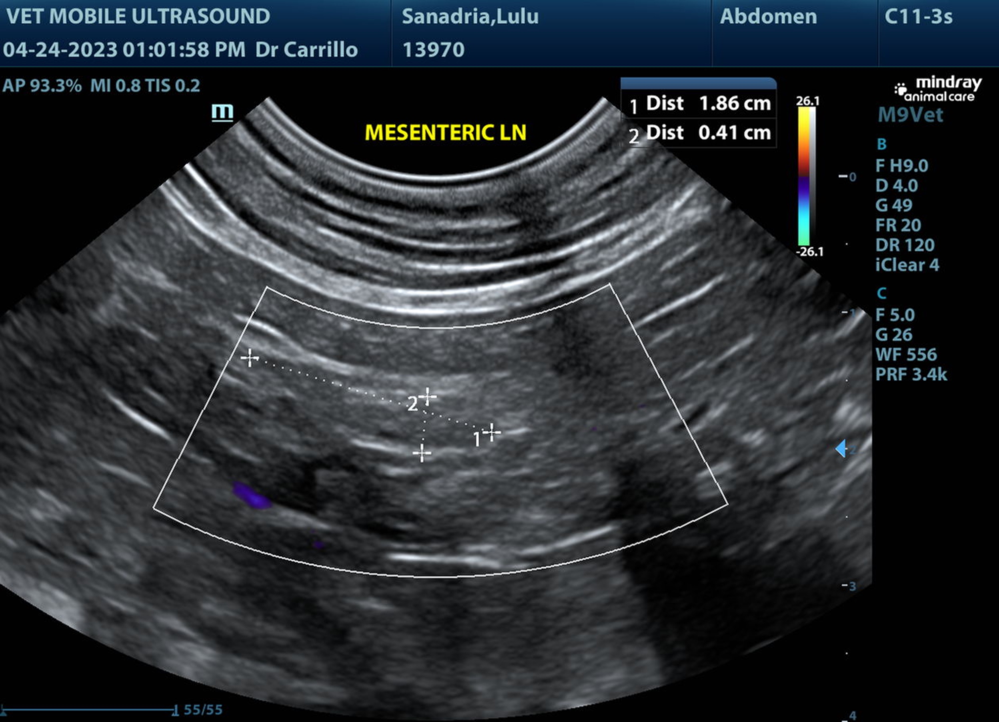 VET MOBILE ULTRASOUND
04-24-2023 01:01:58 PM Dr Carrillo
Sanadria,Lulu
13970
Abdomen
C11-3s
AP 93.3% MI 0.8 TIS 0.2
m
MESENTERIC LN
1 Dist 1.86 cm
2 Dist 0.41 cm
26.1
-26.1
mindray
animal care
M9Vet
B
F H9.0
D 4.0
G 49
FR 20
DR 120
iClear 4
C
F 5.0
G 26
WF 556
PRF 3.4k
0
1
2
3
4
2
1
1 55/55